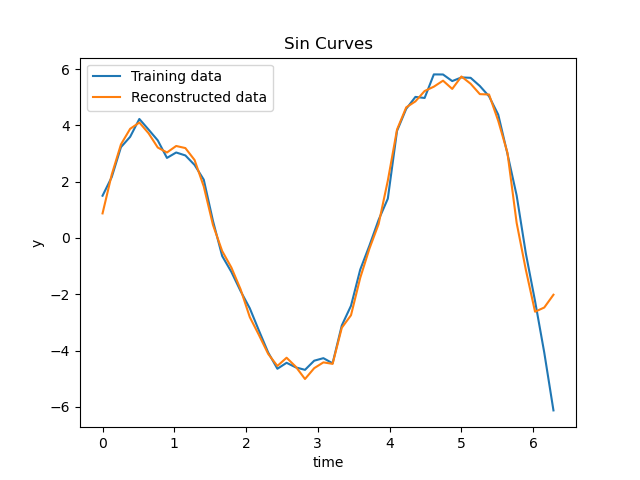 Sin Curves
Training data
Reconstructed data
6
4
2
0
−2
−4
−6
y
0 1 2 3 4 5 6
time